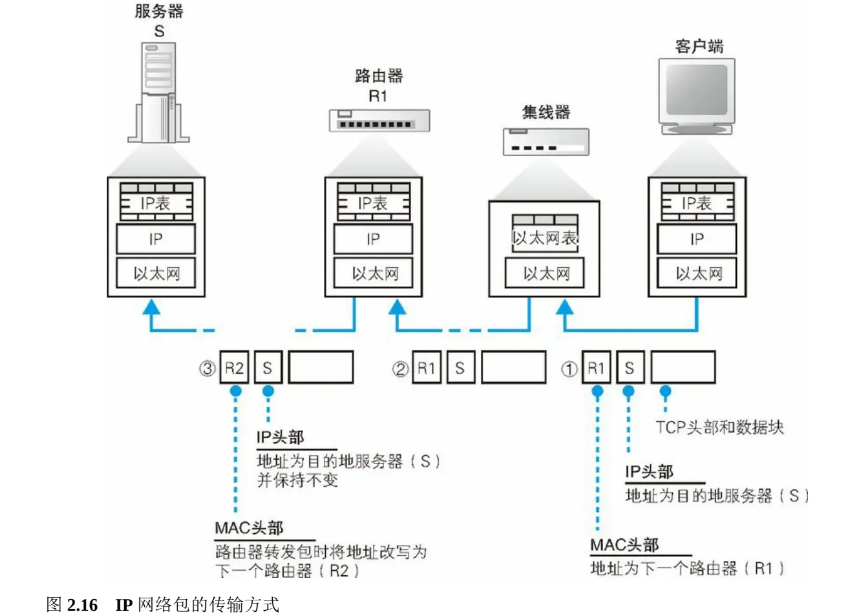 服务器
S
路由器
R1
集线器
客户端
IP表
IP
以太网
IP表
IP
以太网
以太网表
以太网
IP表
IP
以太网
③ R2 S
② R1 S
① R1 S
TCP头部和数据块
IP头部
地址为目的地服务器（S）
并保持不变
IP头部
地址为目的地服务器（S）
MAC头部
路由器转发包时将地址改写为
下一个路由器（R2）
MAC头部
地址为下一个路由器（R1）
图 2.16 IP 网络包的传输方式